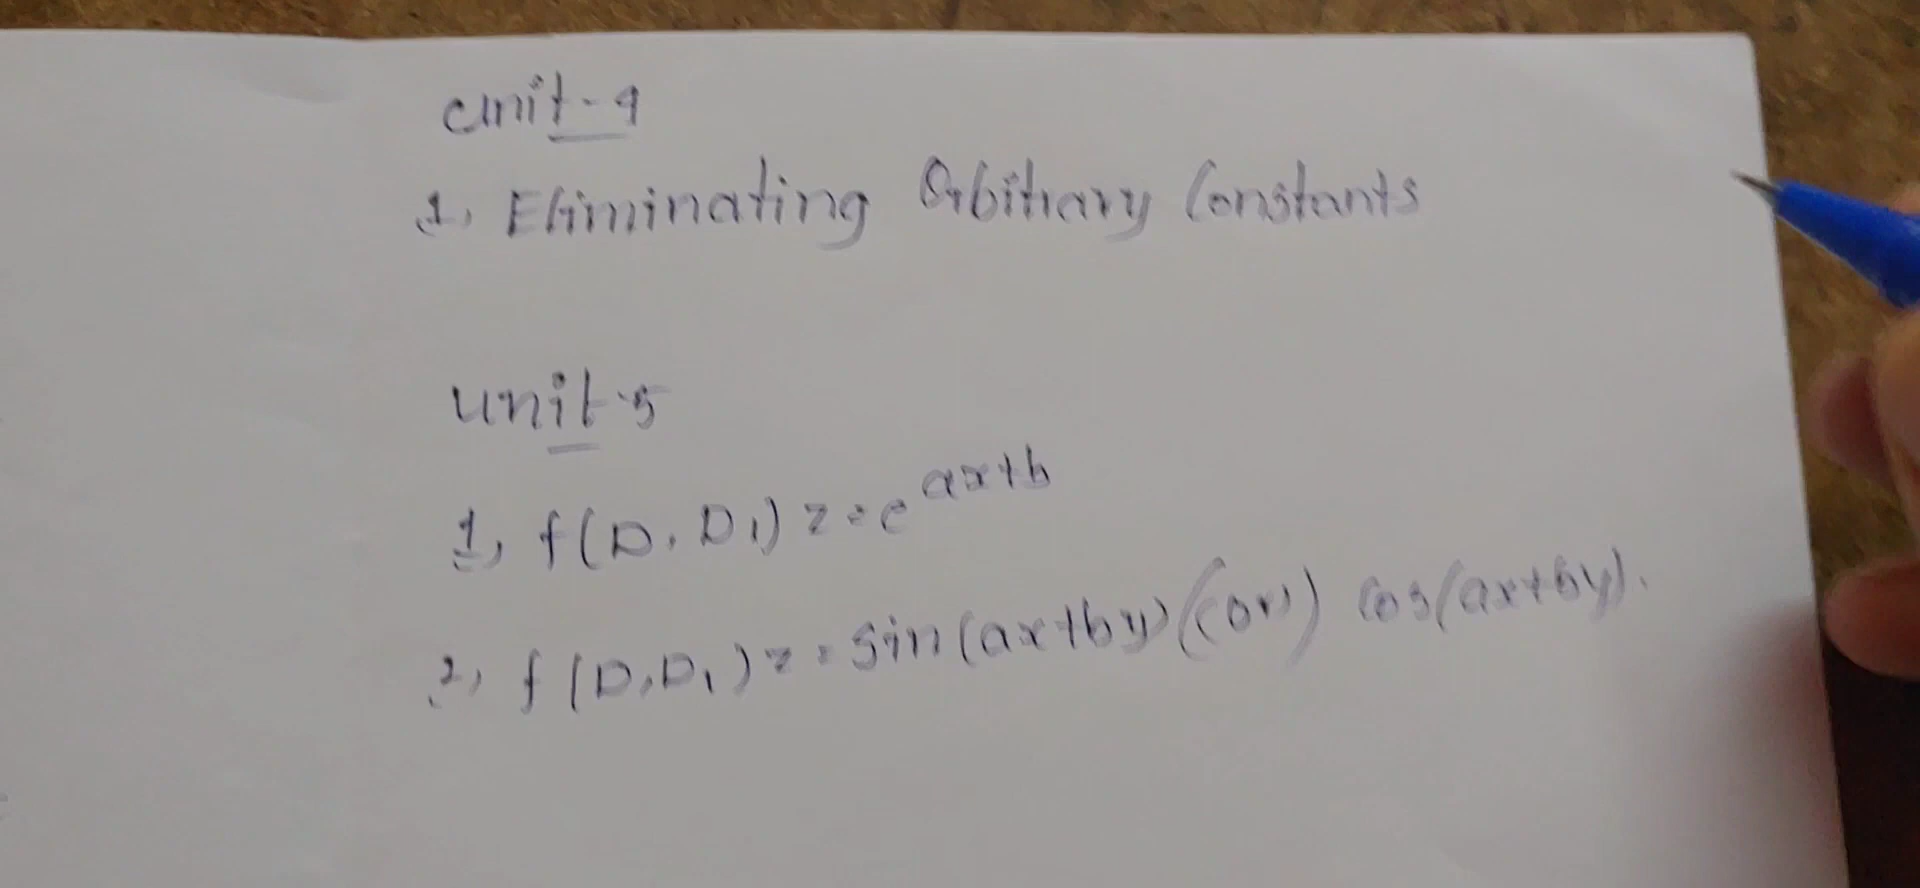 Unit-4
1, Eliminating Orbitrary Constants
Unit-5
1, f(D, D1) z = e^ax+b
2, f(D, D1) z = Sin(ax+by) (or) Cos(ax+by).